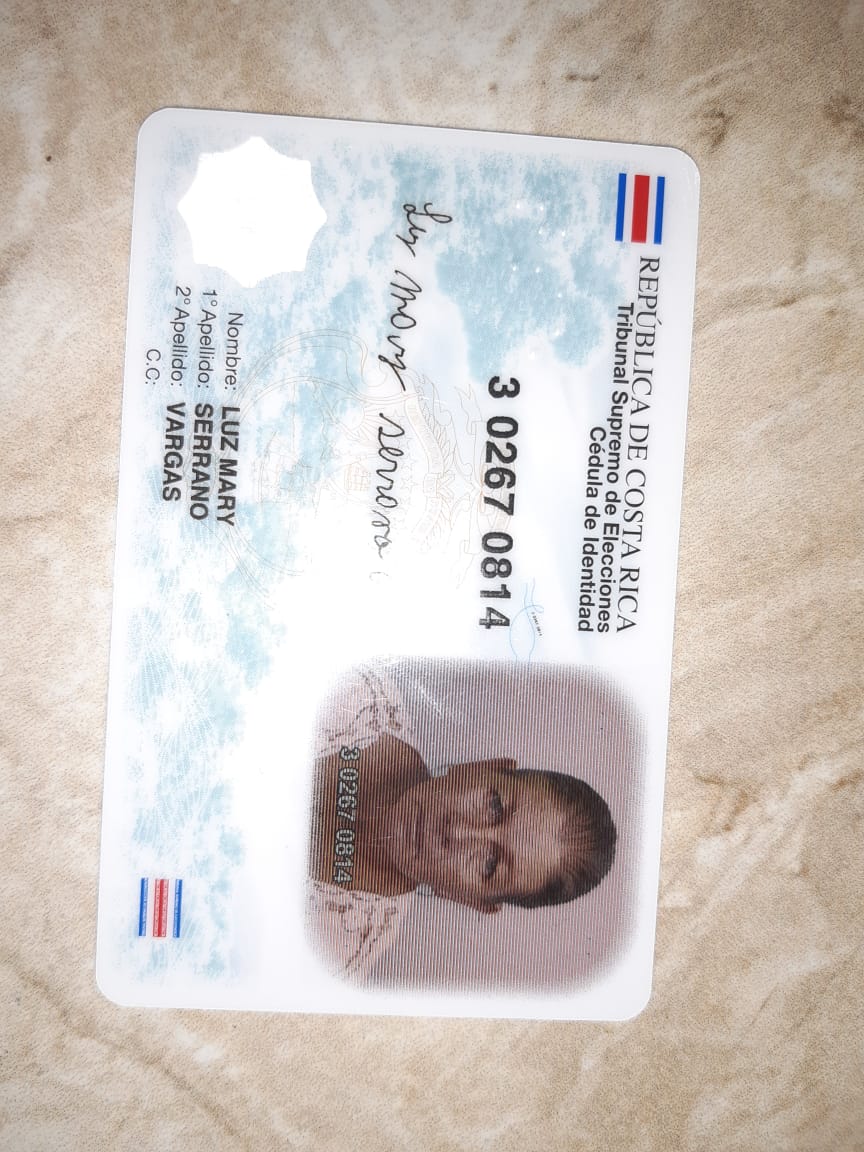 REPÚBLICA DE COSTA RICA
Tribunal Supremo de Elecciones
Cédula de Identidad
3 0267 0814
Luz Mary Serrano
3 0267 0814
Nombre: LUZ MARY
1° Apellido: SERRANO
2° Apellido: VARGAS
C.C: